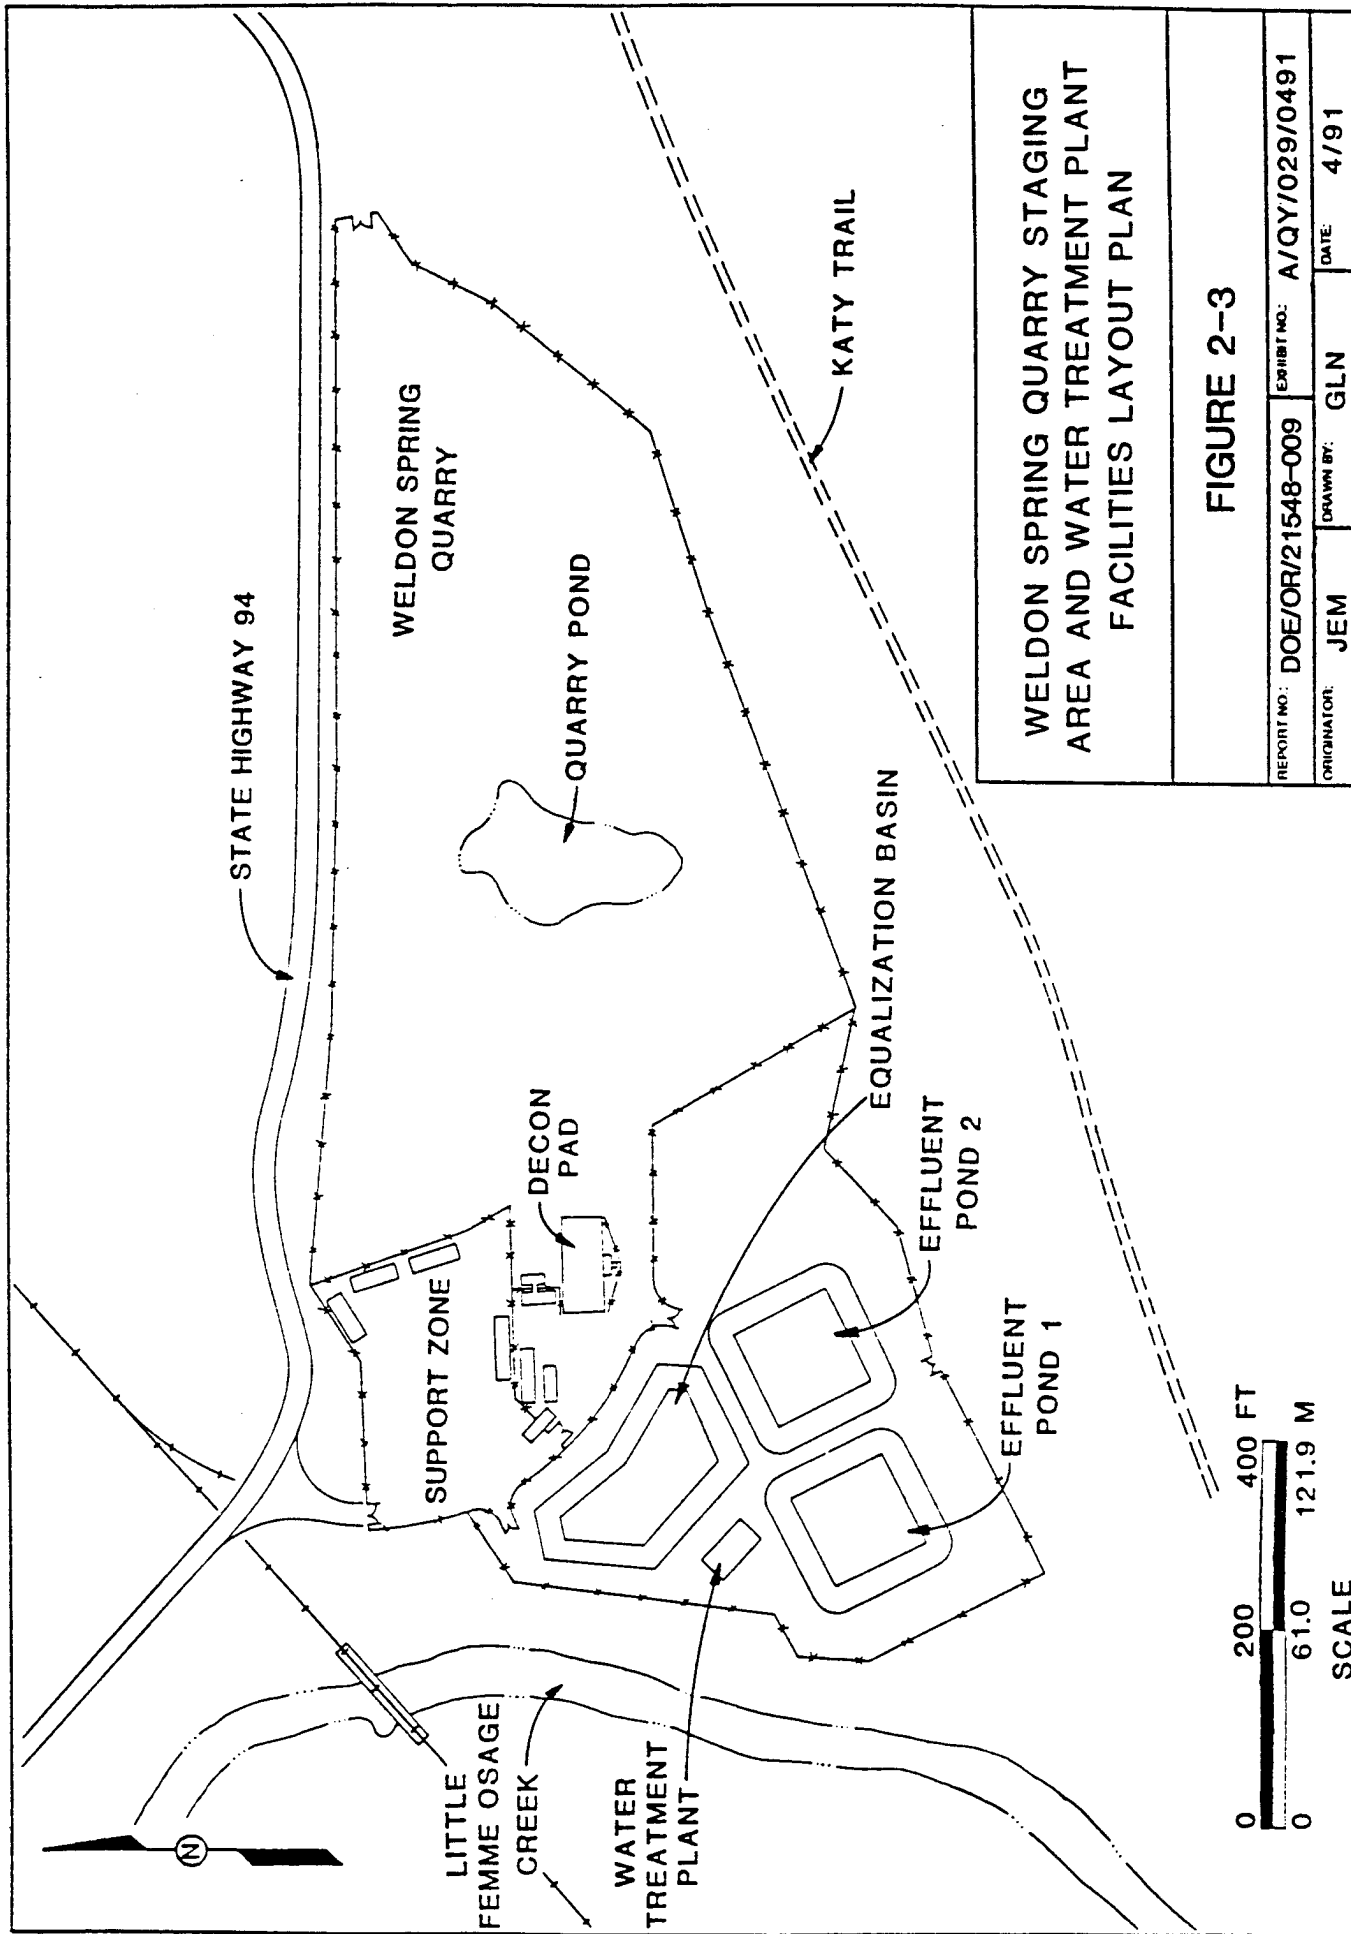 STATE HIGHWAY 94
WELDON SPRING
QUARRY
QUARRY POND
KATY TRAIL
DECON
PAD
SUPPORT ZONE
EQUALIZATION BASIN
EFFLUENT
POND 2
EFFLUENT
POND 1
N
LITTLE
FEMME OSAGE
CREEK
WATER
TREATMENT
PLANT
0 200 400 FT
0 61.0 121.9 M
SCALE
WELDON SPRING QUARRY STAGING
AREA AND WATER TREATMENT PLANT
FACILITIES LAYOUT PLAN
FIGURE 2-3
REPORT NO.: DOE/OR/21548-009 EXHIBIT NO.: A/QY/029/0491
ORIGINATOR: JEM DRAWN BY: GLN DATE: 4/91